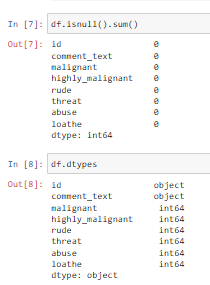 In [7]: df.isnull().sum()
Out[7]: id 0
comment_text 0
malignant 0
highly_malignant 0
rude 0
threat 0
abuse 0
loathe 0
dtype: int64
In [8]: df.dtypes
Out[8]: id object
comment_text object
malignant int64
highly_malignant int64
rude int64
threat int64
abuse int64
loathe int64
dtype: object